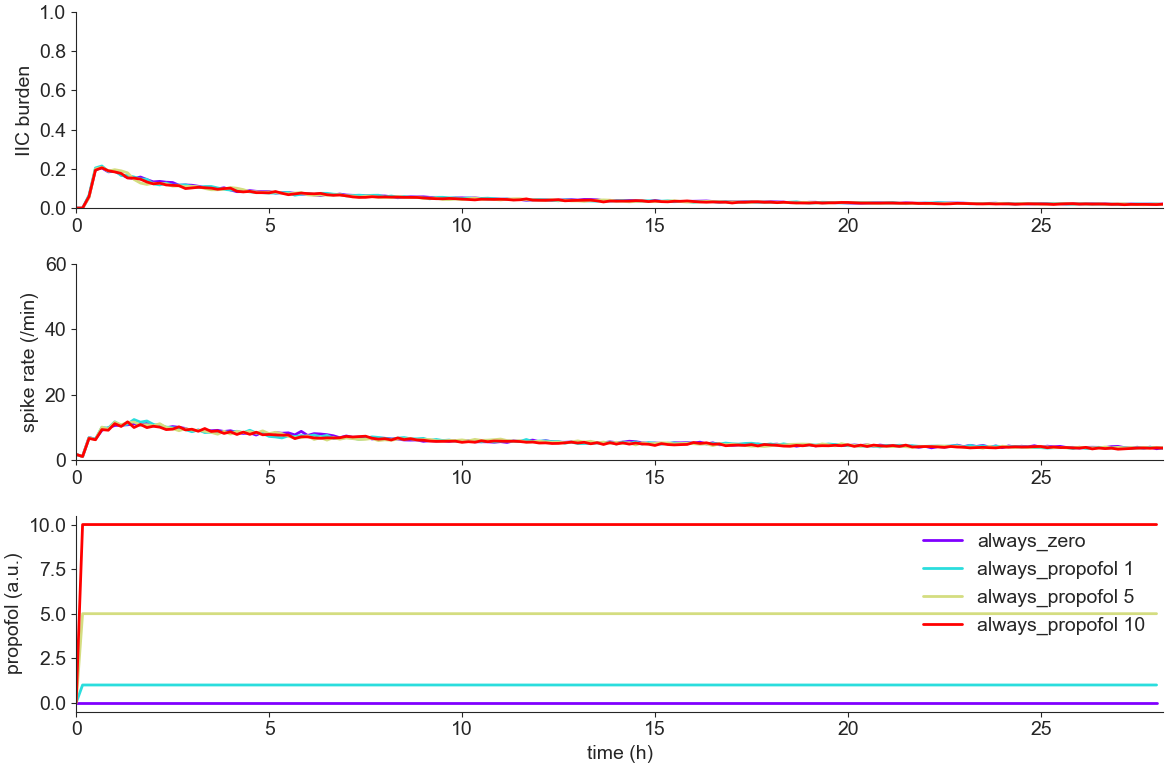 1.0
0.8
0.6
0.4
0.2
0.0
IIC burden
0 5 10 15 20 25
60
40
20
0
spike rate (/min)
0 5 10 15 20 25
10.0
7.5
5.0
2.5
0.0
propofol (a.u.)
always_zero
always_propofol 1
always_propofol 5
always_propofol 10
0 5 10 15 20 25
time (h)